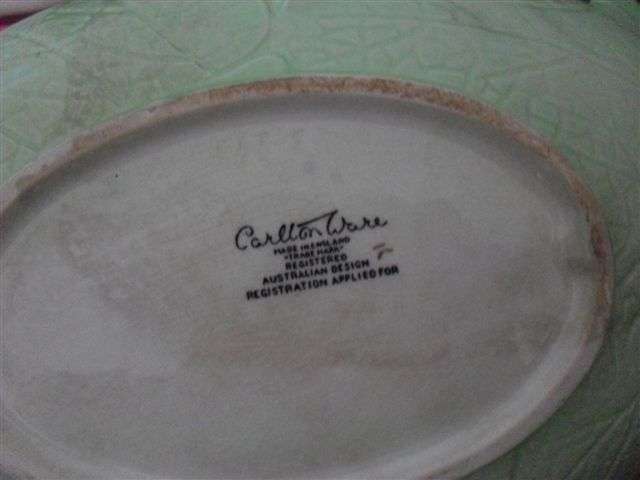 Carlton Ware
MADE IN ENGLAND
"TRADE MARK"
REGISTERED
AUSTRALIAN DESIGN
REGISTRATION APPLIED FOR